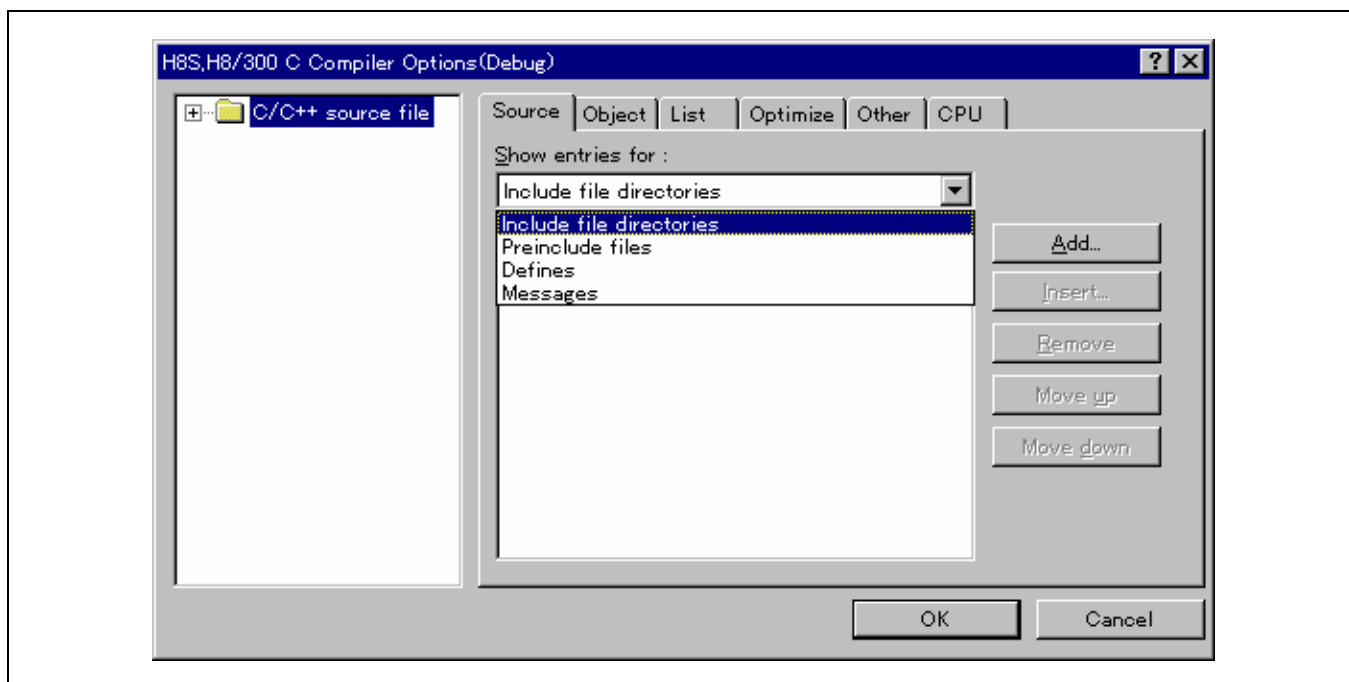 H8S,H8/300 C Compiler Options(Debug)
C/C++ source file
Source Object List Optimize Other CPU
Show entries for :
Include file directories
Include file directories
Preinclude files
Defines
Messages
Add...
Insert...
Remove
Move up
Move down
OK Cancel